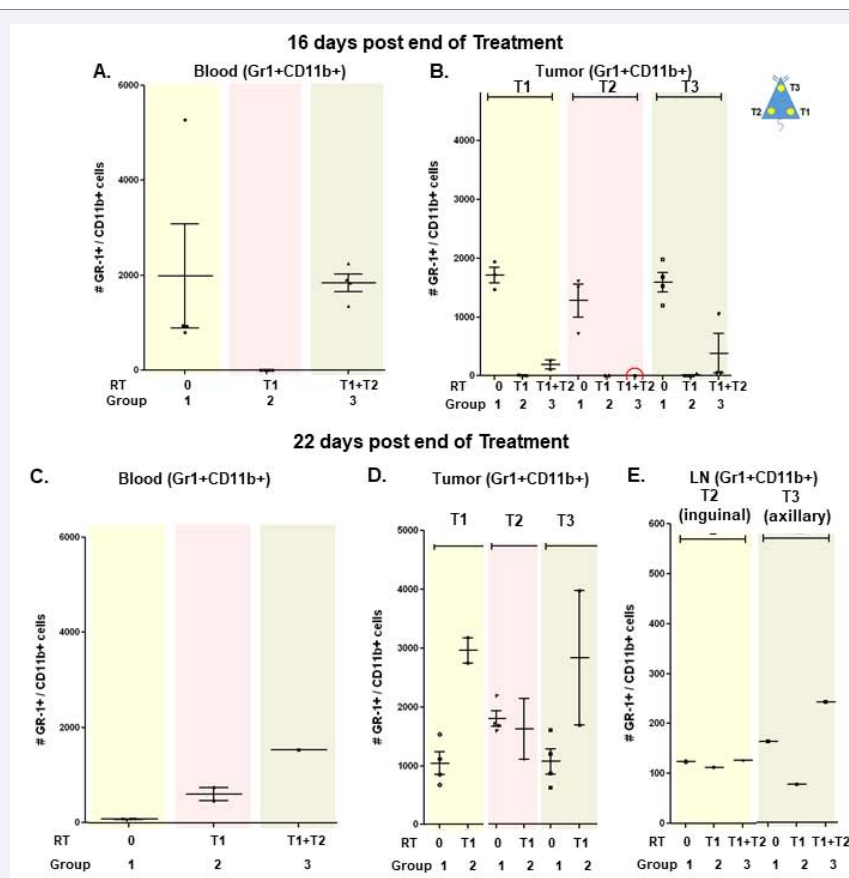 16 days post end of Treatment
A.
Blood (Gr1+CD11b+)
# GR-1+ / CD11b+ cells
6000
4000
2000
0
RT 0 T1 T1+T2
Group 1 2 3
B.
Tumor (Gr1+CD11b+)
T1 T2 T3
# GR-1+ / CD11b+ cells
4000
3000
2000
1000
0
RT 0 T1 T1+T2 0 T1 T1+T2 0 T1 T1+T2
Group 1 2 3 1 2 3 1 2 3
T3
T2 T1
22 days post end of Treatment
C.
Blood (Gr1+CD11b+)
# GR-1+ / CD11b+ cells
6000
4000
2000
0
RT 0 T1 T1+T2
Group 1 2 3
D.
Tumor (Gr1+CD11b+)
T1 T2 T3
# GR-1+ / CD11b+ cells
5000
4000
3000
2000
1000
0
RT 0 T1 0 T1 0 T1
Group 1 2 1 2 1 2
E.
LN (Gr1+CD11b+)
T2 T3
(inguinal) (axillary)
# GR-1+ / CD11b+ cells
600
500
400
300
200
100
0
RT 0 T1 T1+T2 0 T1 T1+T2
Group 1 2 3 1 2 3